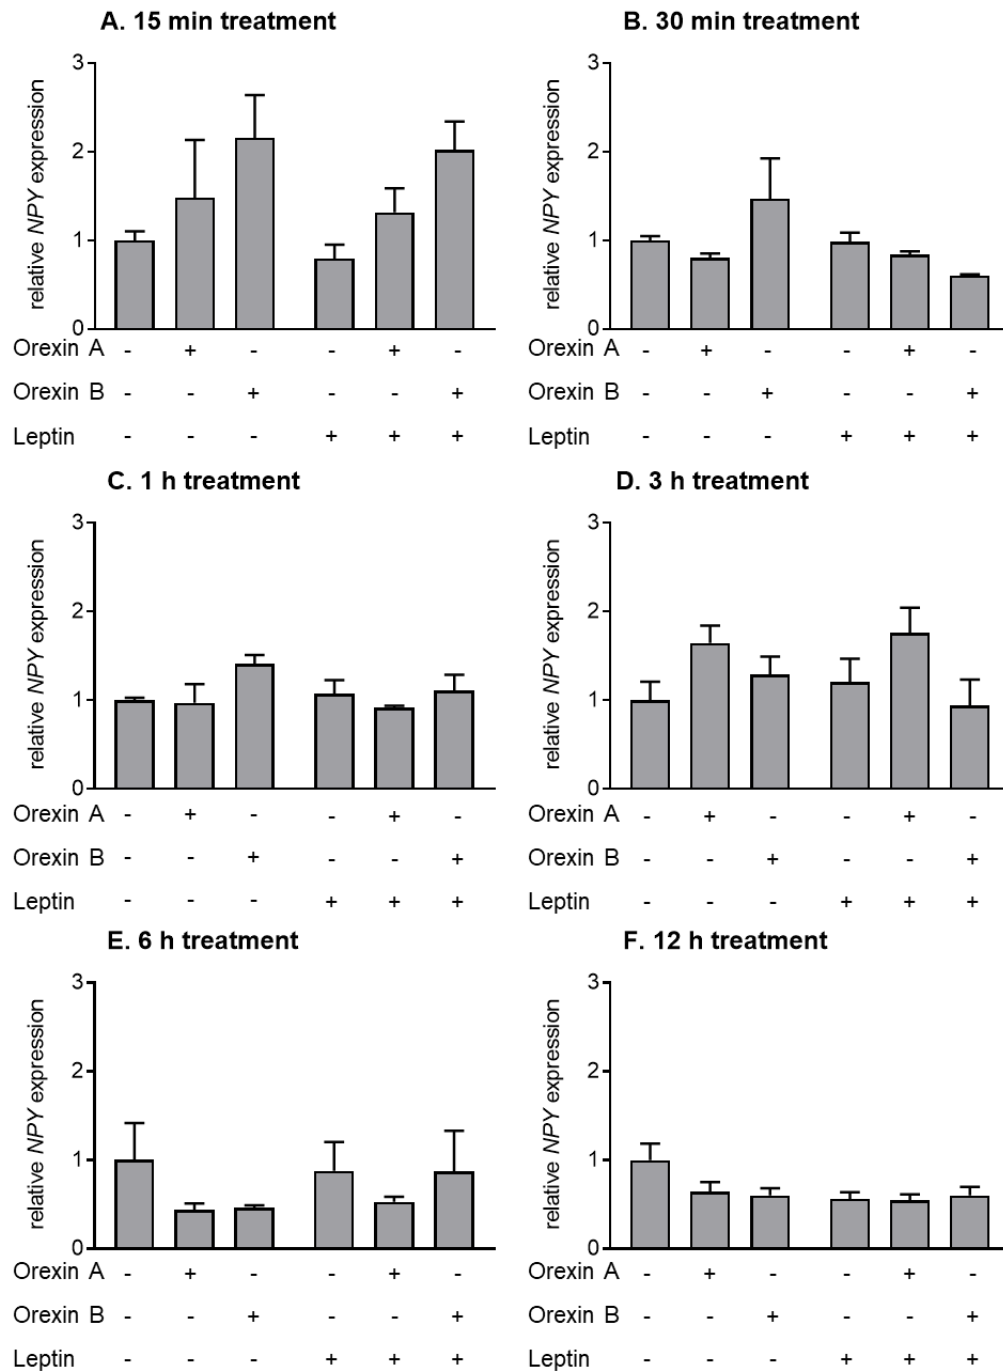 A. 15 min treatment
relative NPY expression
3
2
1
0
Orexin A - + - - + -
Orexin B - - + - - +
Leptin - - - + + +
B. 30 min treatment
relative NPY expression
3
2
1
0
Orexin A - + - - + -
Orexin B - - + - - +
Leptin - - - + + +
C. 1 h treatment
relative NPY expression
3
2
1
0
Orexin A - + - - + -
Orexin B - - + - - +
Leptin - - - + + +
D. 3 h treatment
relative NPY expression
3
2
1
0
Orexin A - + - - + -
Orexin B - - + - - +
Leptin - - - + + +
E. 6 h treatment
relative NPY expression
3
2
1
0
Orexin A - + - - + -
Orexin B - - + - - +
Leptin - - - + + +
F. 12 h treatment
relative NPY expression
3
2
1
0
Orexin A - + - - + -
Orexin B - - + - - +
Leptin - - - + + +